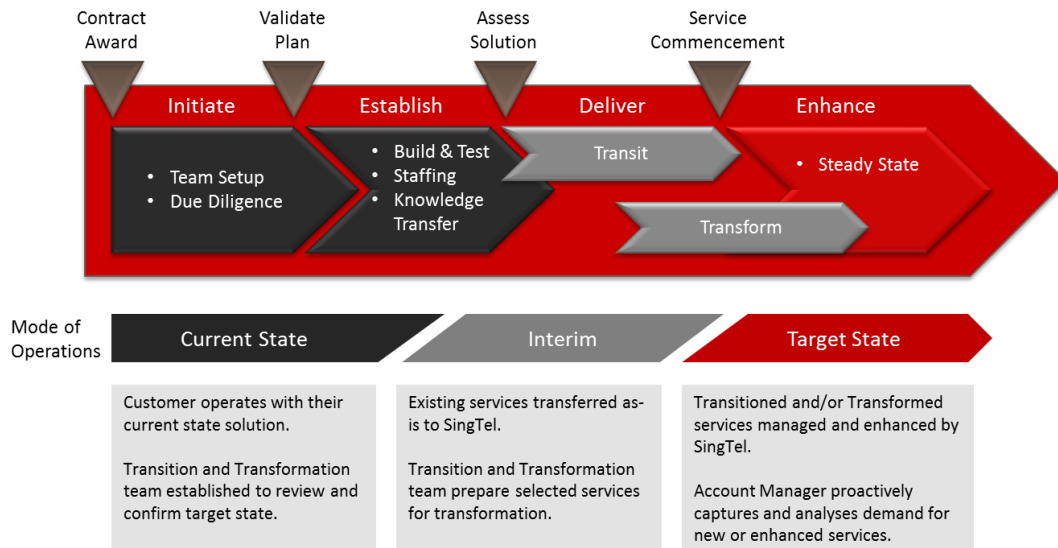 Contract
Award
Validate
Plan
Assess
Solution
Service
Commencement
Initiate
Establish
Deliver
Enhance
• Team Setup
• Due Diligence
• Build & Test
• Staffing
• Knowledge
Transfer
Transit
Transform
• Steady State
Mode of
Operations
Current State
Interim
Target State
Customer operates with their
current state solution.
Transition and Transformation
team established to review and
confirm target state.
Existing services transferred as-
is to SingTel.
Transition and Transformation
team prepare selected services
for transformation.
Transitioned and/or Transformed
services managed and enhanced by
SingTel.
Account Manager proactively
captures and analyses demand for
new or enhanced services.